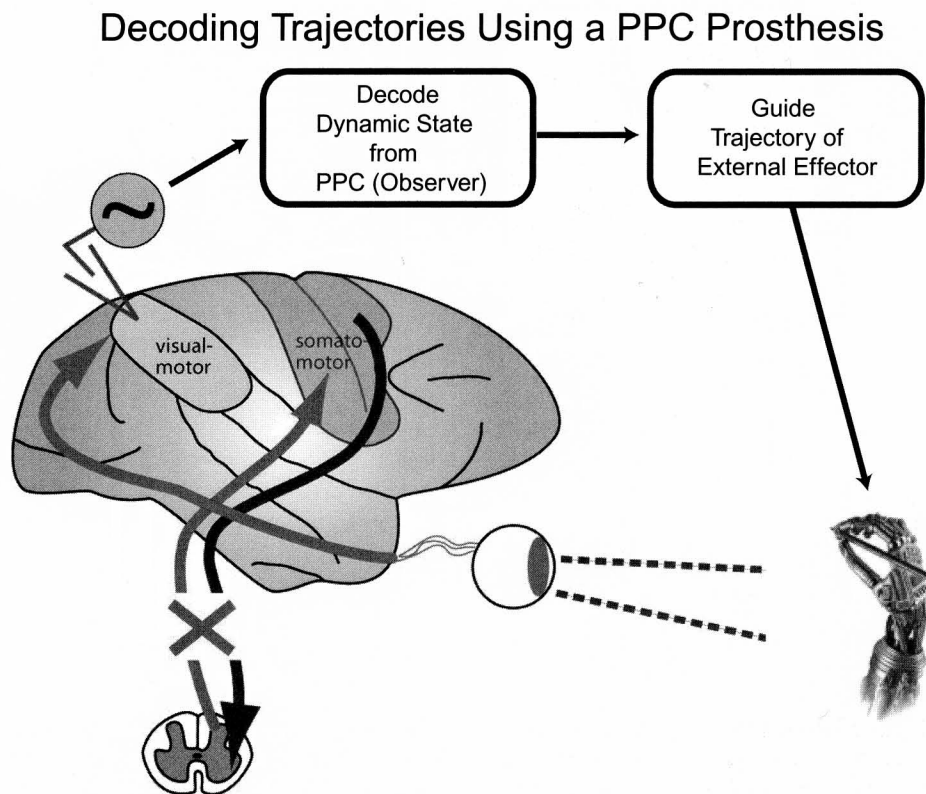 Decoding Trajectories Using a PPC Prosthesis
Decode
Dynamic State
from
PPC (Observer)
Guide
Trajectory of
External Effector
visual-
motor
somato-
motor